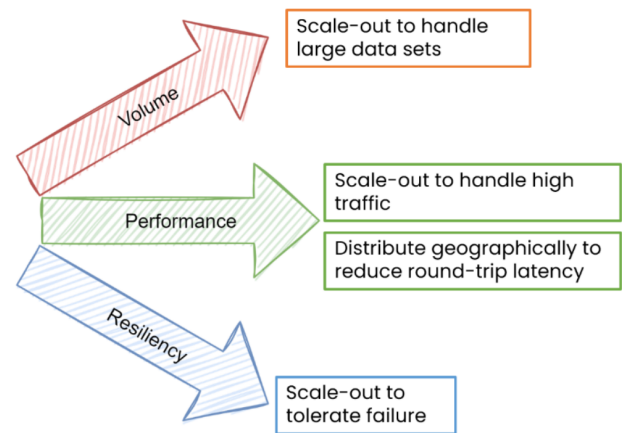 Scale-out to handle
large data sets
Volume
Scale-out to handle high
traffic
Performance
Distribute geographically to
reduce round-trip latency
Resiliency
Scale-out to
tolerate failure